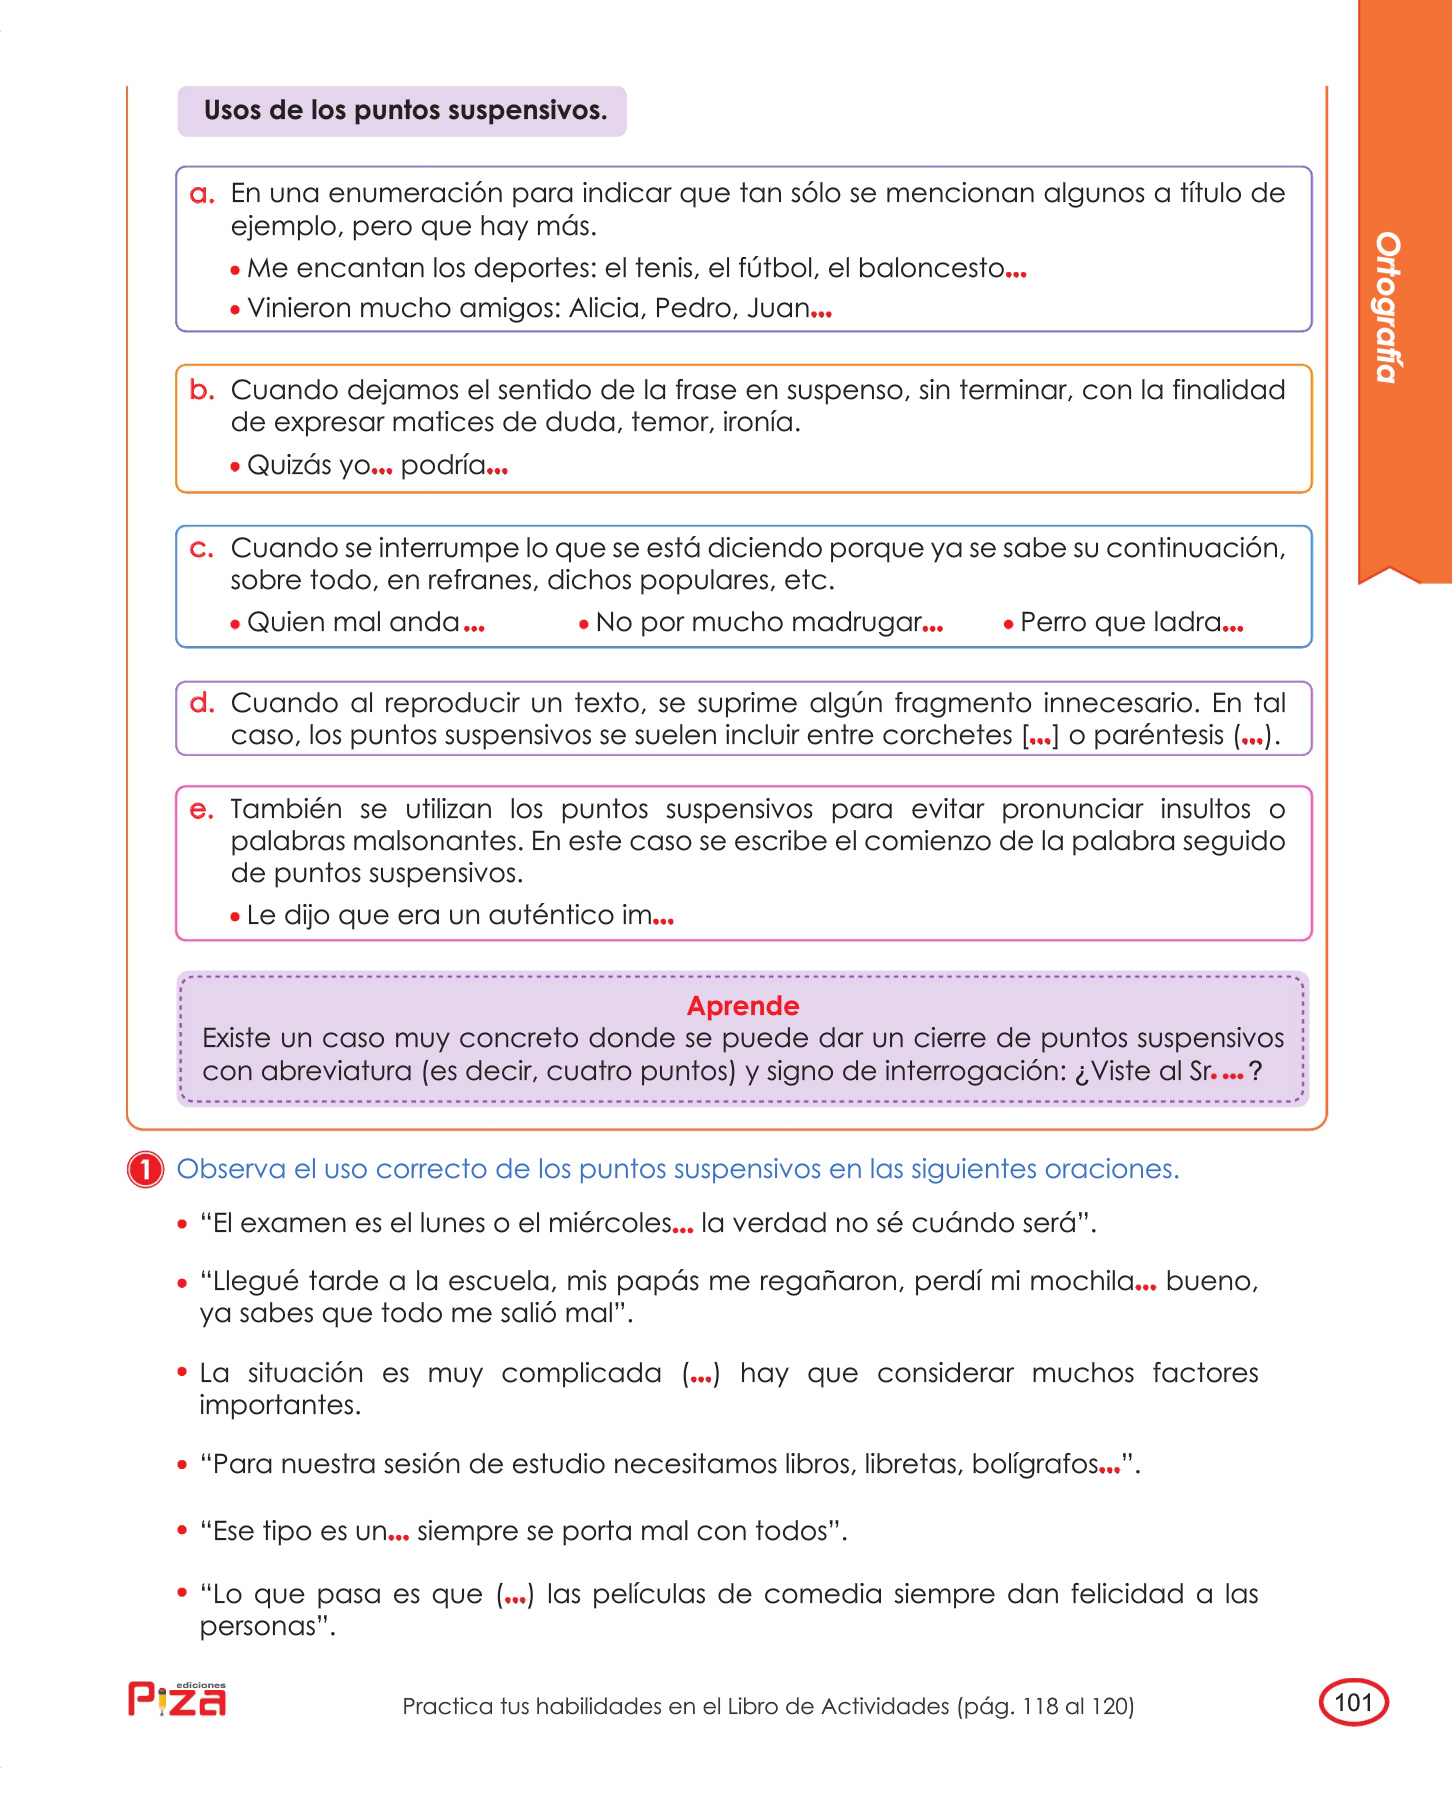 Usos de los puntos suspensivos.
a. En una enumeración para indicar que tan sólo se mencionan algunos a título de
ejemplo, pero que hay más.
• Me encantan los deportes: el tenis, el fútbol, el baloncesto...
• Vinieron mucho amigos: Alicia, Pedro, Juan...
b. Cuando dejamos el sentido de la frase en suspenso, sin terminar, con la finalidad
de expresar matices de duda, temor, ironía.
• Quizás yo... podría...
c. Cuando se interrumpe lo que se está diciendo porque ya se sabe su continuación,
sobre todo, en refranes, dichos populares, etc.
• Quien mal anda ... • No por mucho madrugar... • Perro que ladra...
d. Cuando al reproducir un texto, se suprime algún fragmento innecesario. En tal
caso, los puntos suspensivos se suelen incluir entre corchetes [...] o paréntesis (...).
e. También se utilizan los puntos suspensivos para evitar pronunciar insultos o
palabras malsonantes. En este caso se escribe el comienzo de la palabra seguido
de puntos suspensivos.
• Le dijo que era un auténtico im...
Aprende
Existe un caso muy concreto donde se puede dar un cierre de puntos suspensivos
con abreviatura (es decir, cuatro puntos) y signo de interrogación: ¿Viste al Sr. ... ?
Ortografía
1 Observa el uso correcto de los puntos suspensivos en las siguientes oraciones.
• “El examen es el lunes o el miércoles... la verdad no sé cuándo será”.
• “Llegué tarde a la escuela, mis papás me regañaron, perdí mi mochila... bueno,
ya sabes que todo me salió mal”.
• La situación es muy complicada (...) hay que considerar muchos factores
importantes.
• “Para nuestra sesión de estudio necesitamos libros, libretas, bolígrafos...”.
• “Ese tipo es un... siempre se porta mal con todos”.
• “Lo que pasa es que (...) las películas de comedia siempre dan felicidad a las
personas”.
ediciones
Piza
Practica tus habilidades en el Libro de Actividades (pág. 118 al 120)
101